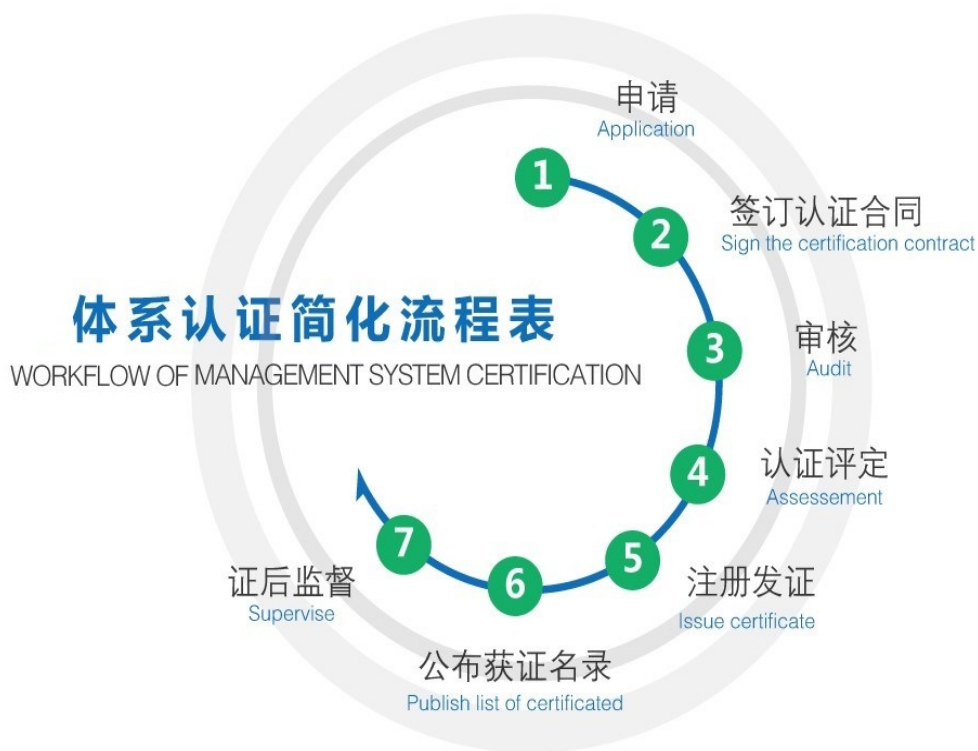 体系认证简化流程表
WORKFLOW OF MANAGEMENT SYSTEM CERTIFICATION
1
申请
Application
2
签订认证合同
Sign the certification contract
3
审核
Audit
4
认证评定
Assessement
5
注册发证
Issue certificate
6
公布获证名录
Publish list of certificated
7
证后监督
Supervise